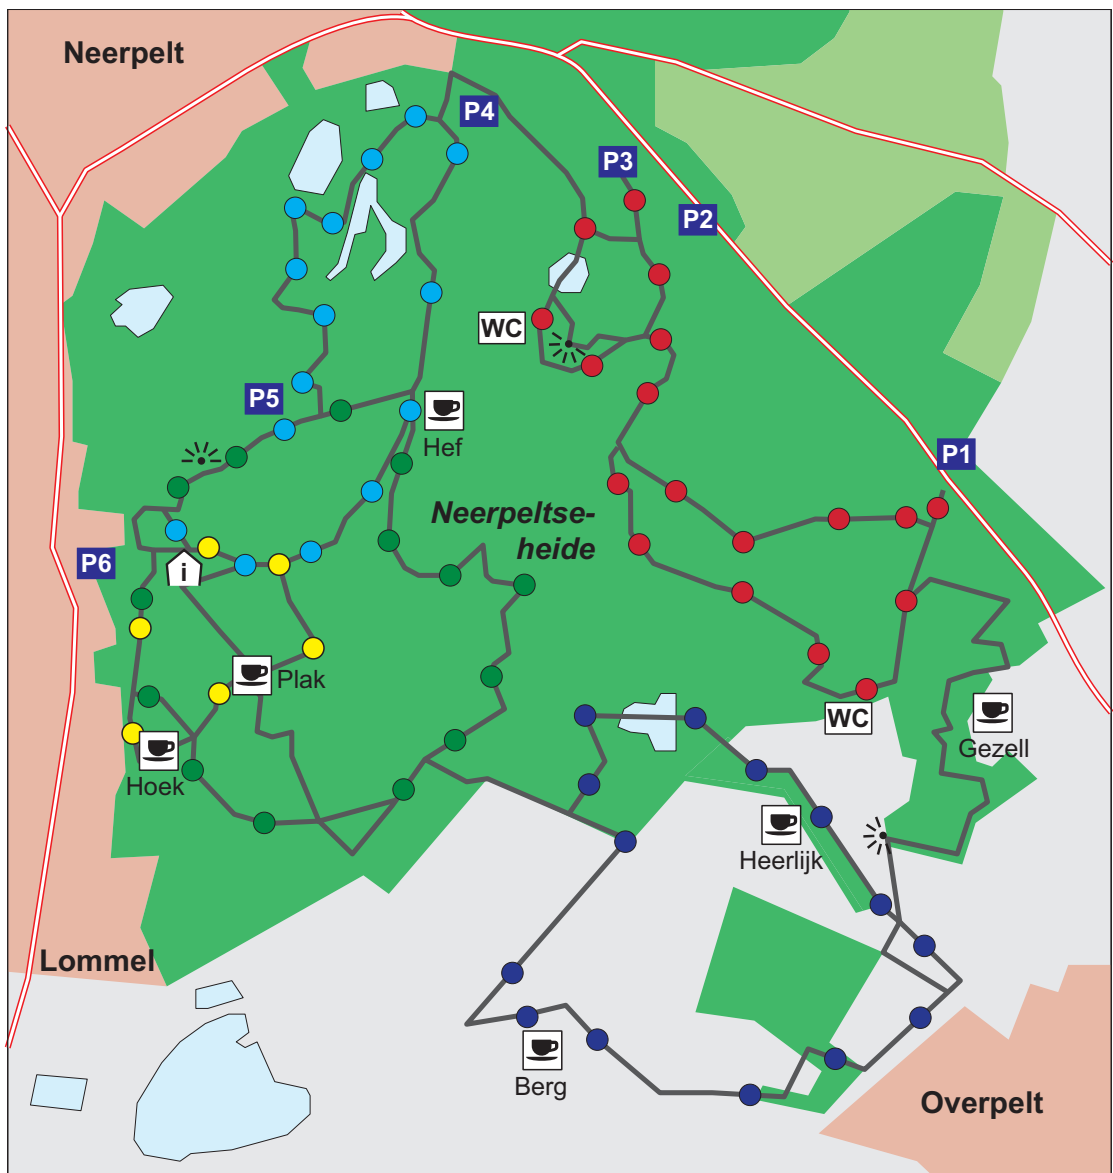 Neerpelt
P4
P3
P2
WC
P5
Hef
P1
Neerpeltse-
heide
P6
i
Plak
WC
Gezell
Hoek
Heerlijk
Lommel
Berg
Overpelt